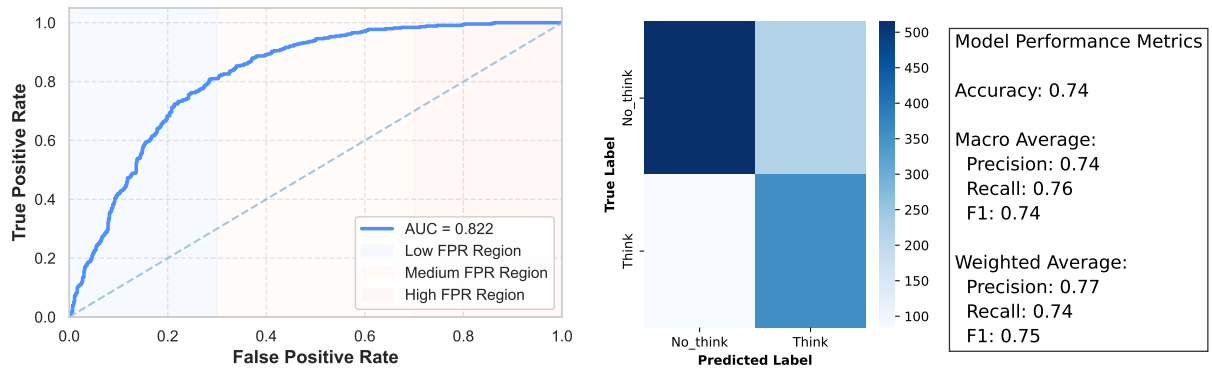 1.0
0.8
0.6
0.4
0.2
0.0
True Positive Rate
0.0 0.2 0.4 0.6 0.8 1.0
False Positive Rate
AUC = 0.822
Low FPR Region
Medium FPR Region
High FPR Region
True Label
No_think
Think
No_think Think
Predicted Label
500
450
400
350
300
250
200
150
100
Model Performance Metrics
Accuracy: 0.74
Macro Average:
Precision: 0.74
Recall: 0.76
F1: 0.74
Weighted Average:
Precision: 0.77
Recall: 0.74
F1: 0.75